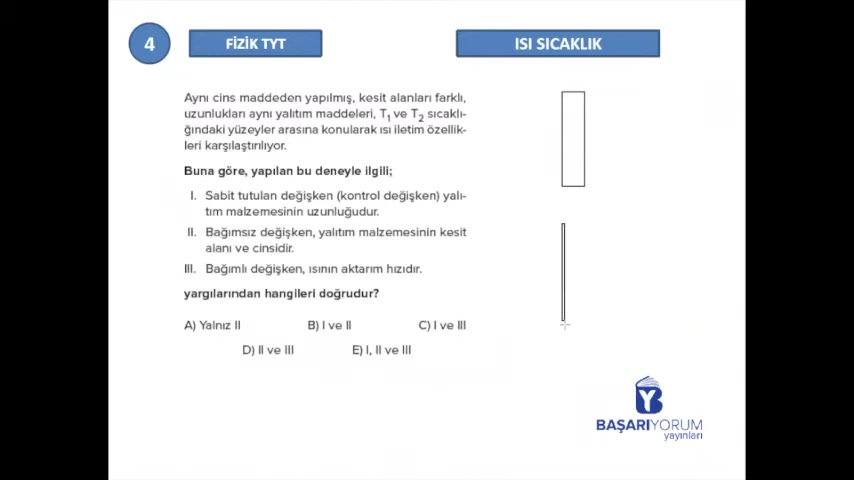 4
FİZİK TYT
ISI SICAKLIK
Aynı cins maddeden yapılmış, kesit alanları farklı,
uzunlukları aynı yalıtım maddeleri, T1 ve T2 sıcaklı-
ğındaki yüzeyler arasına konularak ısı iletim özellik-
leri karşılaştırılıyor.
Buna göre, yapılan bu deneyle ilgili;
I. Sabit tutulan değişken (kontrol değişken) yalı-
tım malzemesinin uzunluğudur.
II. Bağımsız değişken, yalıtım malzemesinin kesit
alanı ve cinsidir.
III. Bağımlı değişken, ısının aktarım hızıdır.
yargılarından hangileri doğrudur?
A) Yalnız II B) I ve II C) I ve III
D) II ve III E) I, II ve III
BAŞARIYORUM
yayınları